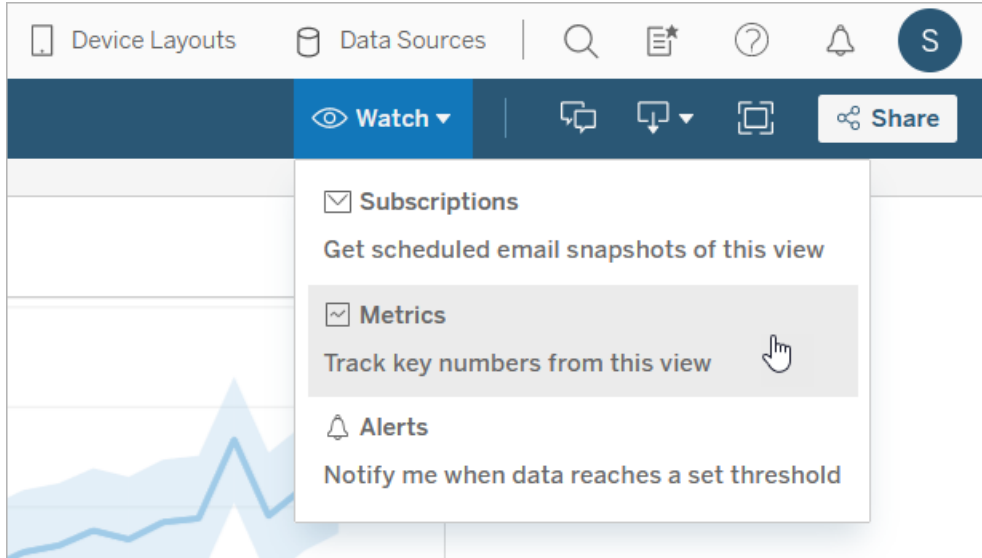 Device Layouts
Data Sources
S
Watch
Share
Subscriptions
Get scheduled email snapshots of this view
Metrics
Track key numbers from this view
Alerts
Notify me when data reaches a set threshold